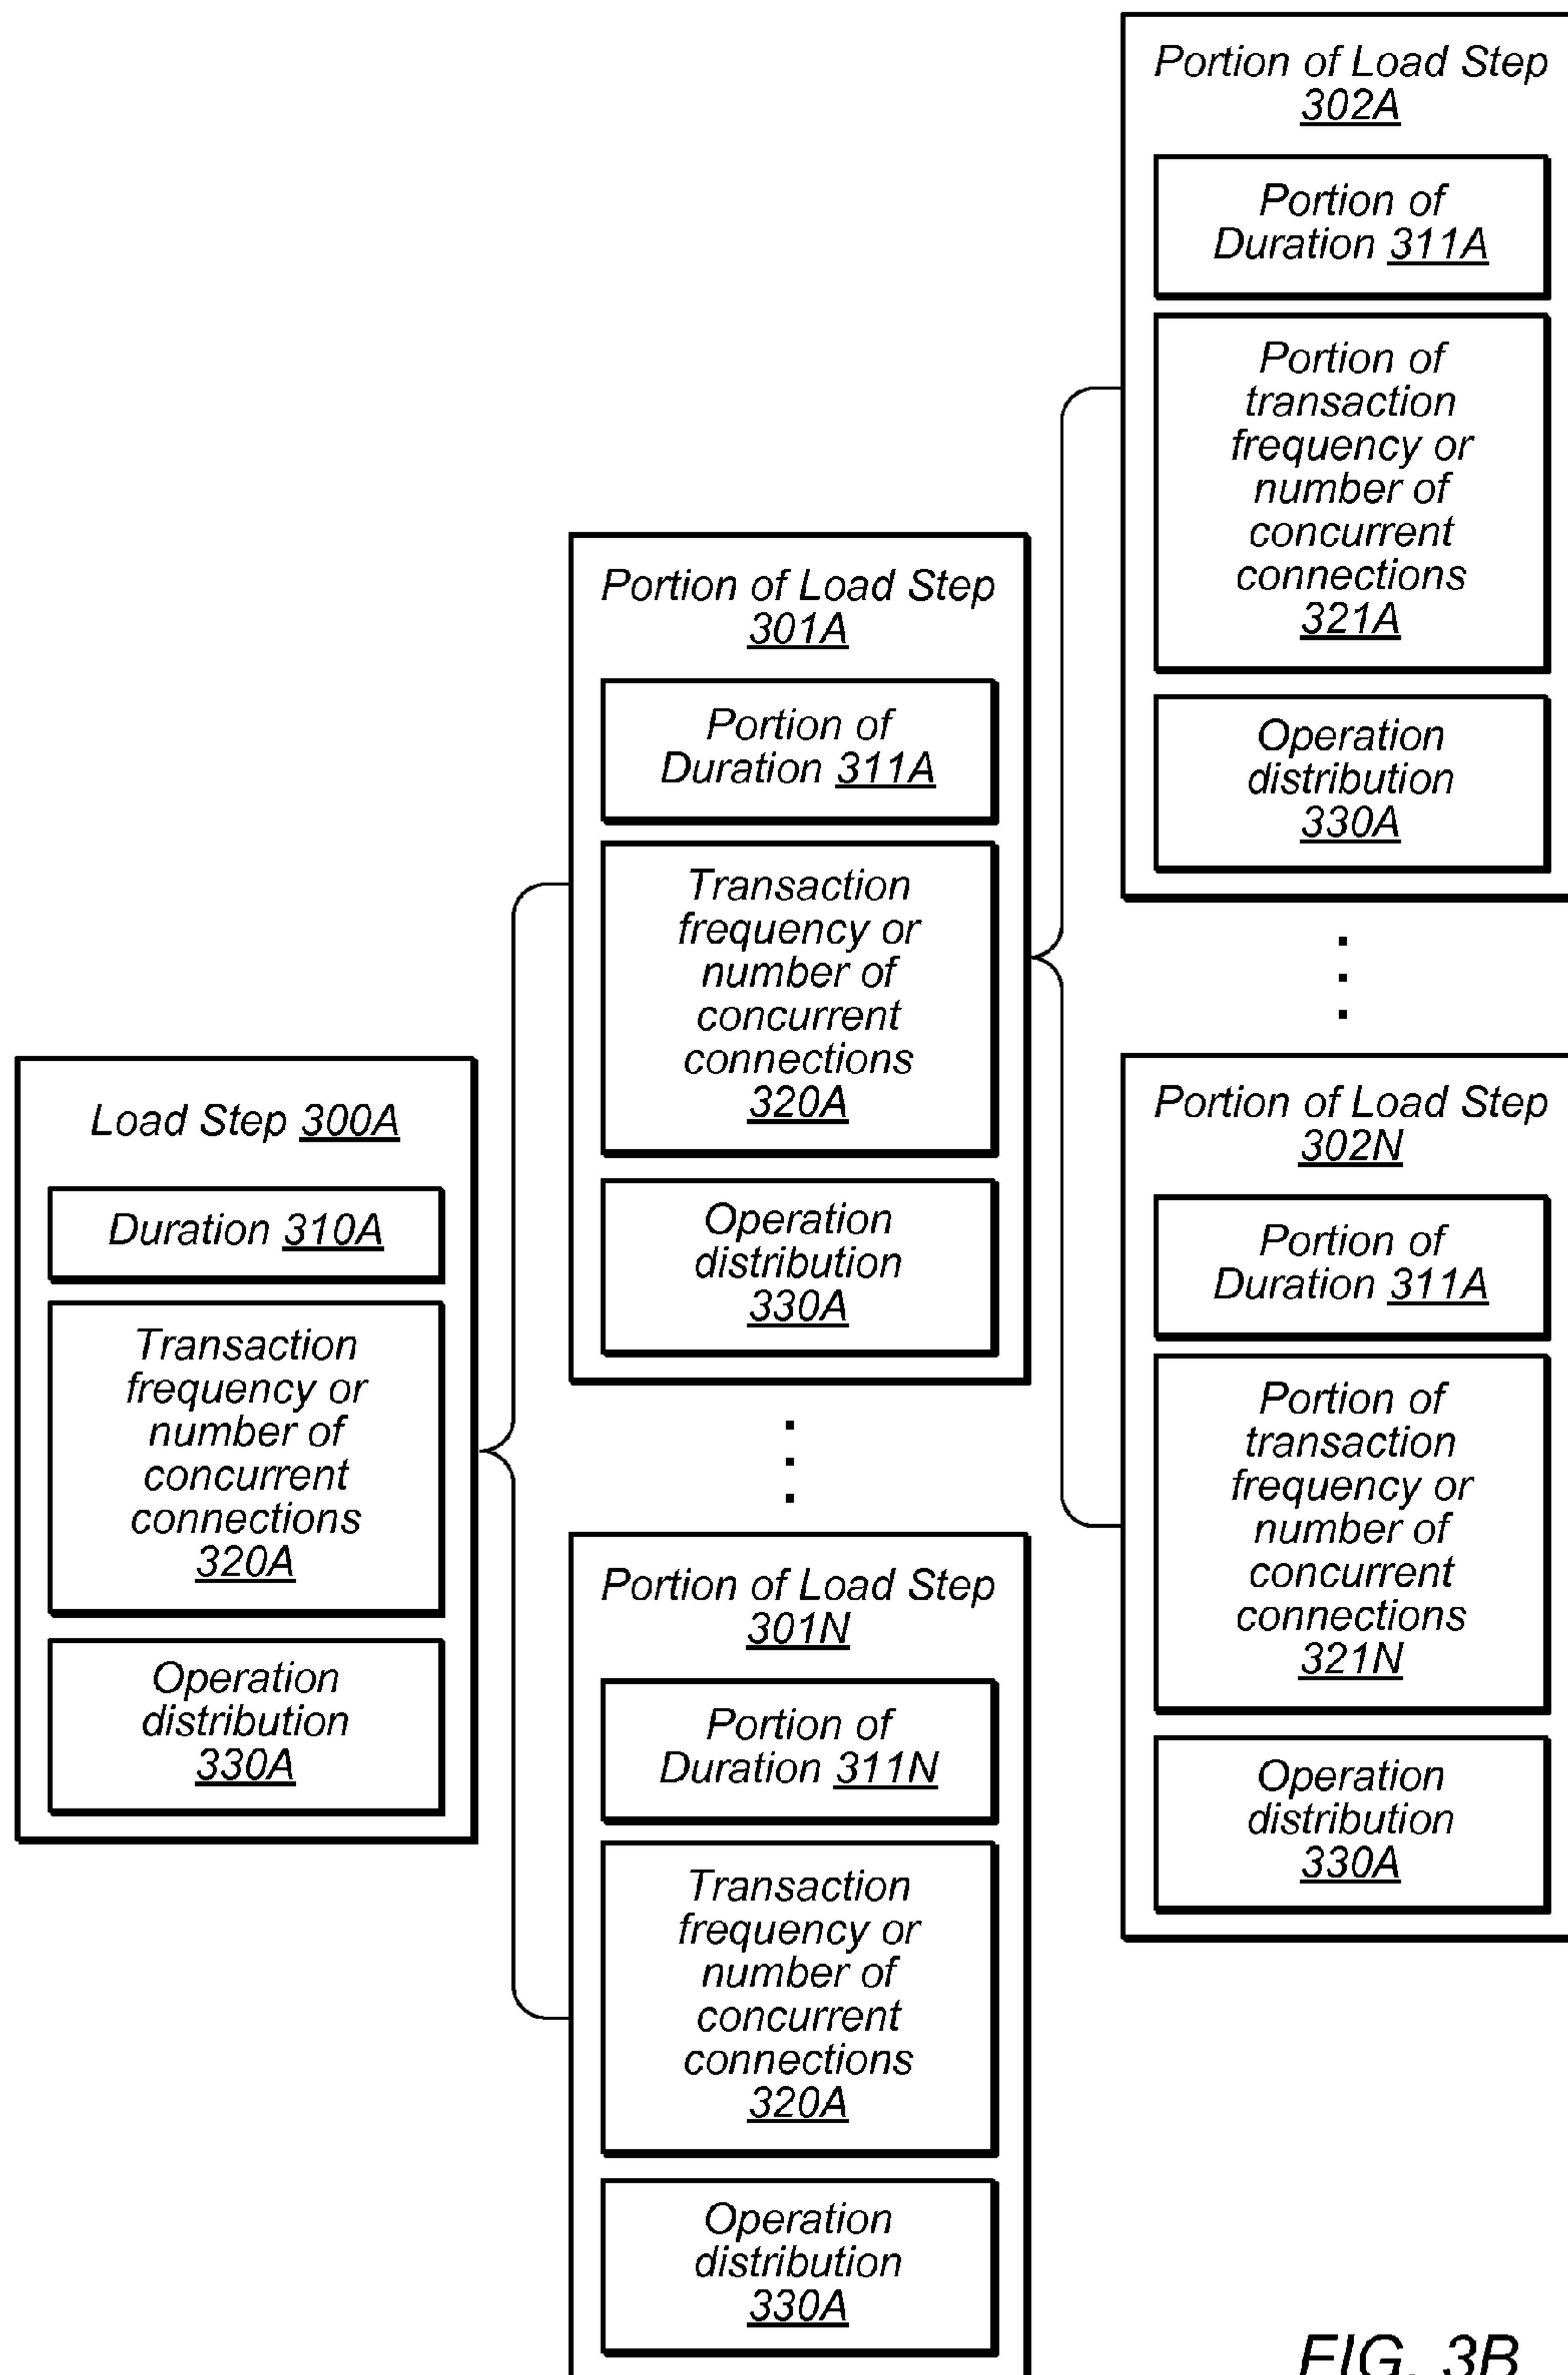 Load Step 300A
Duration 310A
Transaction
frequency or
number of
concurrent
connections
320A
Operation
distribution
330A
Portion of Load Step
301A
Portion of
Duration 311A
Transaction
frequency or
number of
concurrent
connections
320A
Operation
distribution
330A
Portion of Load Step
301N
Portion of
Duration 311N
Transaction
frequency or
number of
concurrent
connections
320A
Operation
distribution
330A
Portion of Load Step
302A
Portion of
Duration 311A
Portion of
transaction
frequency or
number of
concurrent
connections
321A
Operation
distribution
330A
Portion of Load Step
302N
Portion of
Duration 311A
Portion of
transaction
frequency or
number of
concurrent
connections
321N
Operation
distribution
330A
FIG. 3B